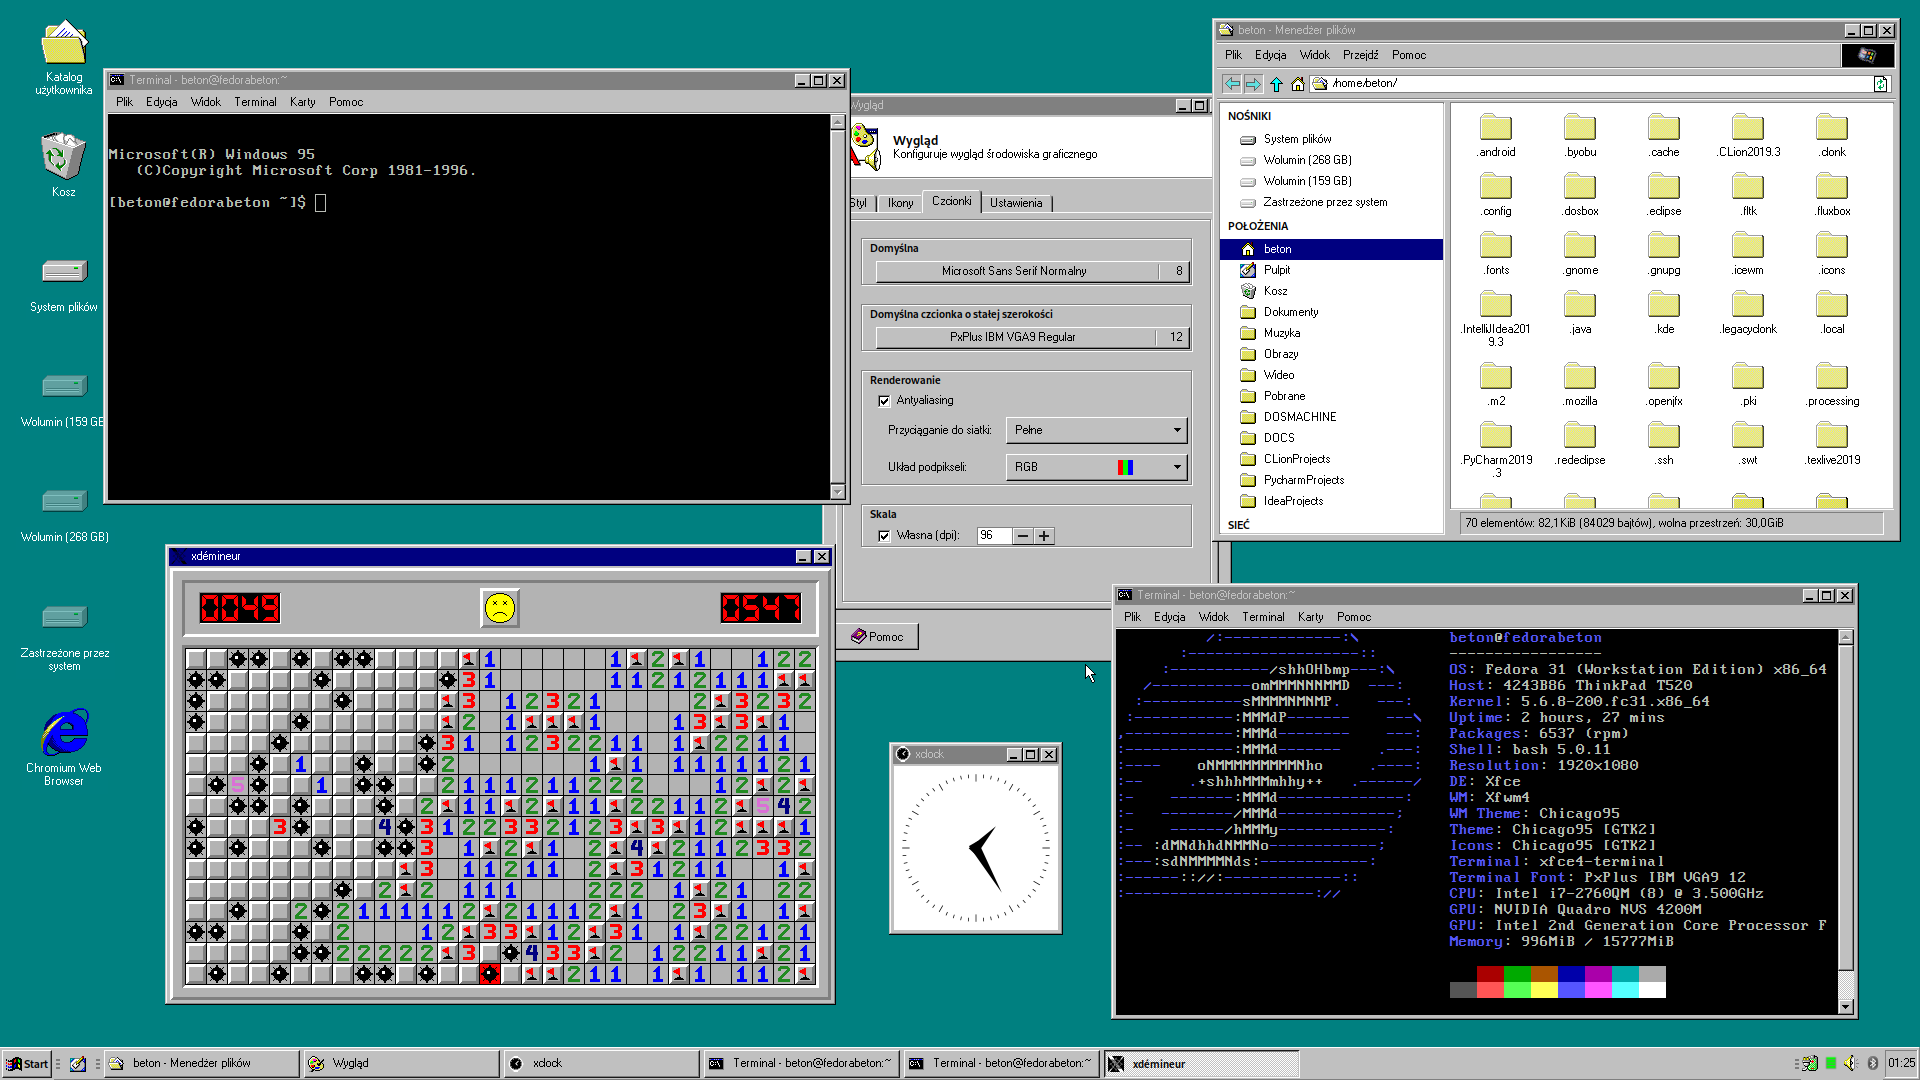 Katalog
użytkownika
Kosz
System plików
Wolumin (159 GB
Wolumin (268 GB)
Zastrzeżone przez
system
Chromium Web
Browser
Terminal - beton@fedorabeton:~
Plik Edycja Widok Terminal Karty Pomoc
Microsoft(R) Windows 95
(C)Copyright Microsoft Corp 1981-1996.
[beton@fedorabeton ~]$
Wygląd
Wygląd
Konfiguruje wygląd środowiska graficznego
Styl Ikony Czcionki Ustawienia
Domyślna
Microsoft Sans Serif Normalny 8
Domyślna czcionka o stałej szerokości
PxPlus IBM VGA9 Regular 12
Renderowanie
Antyaliasing
Przyciąganie do siatki: Pełne
Układ podpikseli: RGB
Skala
Własna (dpi): 96
Pomoc
beton - Menedżer plików
Plik Edycja Widok Przejdź Pomoc
/home/beton/
NOŚNIKI
System plików
Wolumin (268 GB)
Wolumin (159 GB)
Zastrzeżone przez system
POŁOŻENIA
beton
Pulpit
Kosz
Dokumenty
Muzyka
Obrazy
Wideo
Pobrane
DOSMACHINE
DOCS
CLionProjects
PycharmProjects
IdeaProjects
SIEĆ
.android .byobu .cache .CLion2019.3 .clonk
.config .dosbox .eclipse .fltk .fluxbox
.fonts .gnome .gnupg .icewm .icons
.IntelliJIdea201
9.3 .java .kde .legacyclonk .local
.m2 .mozilla .openjfx .pki .processing
.PyCharm2019
.3 .redeclipse .ssh .swt .texlive2019
70 elementów: 82,1 KiB (84029 bajtów), wolna przestrzeń: 30,0GiB
xdémineur
0049 0547
xclock
Terminal - beton@fedorabeton:~
Plik Edycja Widok Terminal Karty Pomoc
beton@fedorabeton
-----------------
OS: Fedora 31 (Workstation Edition) x86_64
Host: 4243B86 ThinkPad T520
Kernel: 5.6.8-200.fc31.x86_64
Uptime: 2 hours, 27 mins
Packages: 6537 (rpm)
Shell: bash 5.0.11
Resolution: 1920x1080
DE: Xfce
WM: Xfwm4
WM Theme: Chicago95
Theme: Chicago95 [GTK2]
Icons: Chicago95 [GTK2]
Terminal: xfce4-terminal
Terminal Font: PxPlus IBM VGA9 12
CPU: Intel i7-2760QM (8) @ 3.500GHz
GPU: NVIDIA Quadro NVS 4200M
GPU: Intel 2nd Generation Core Processor F
Memory: 996MiB / 15777MiB
Start
beton - Menedżer plików
Wygląd
xclock
Terminal - beton@fedorabeton:~
Terminal - beton@fedorabeton:~
xdémineur
01:25